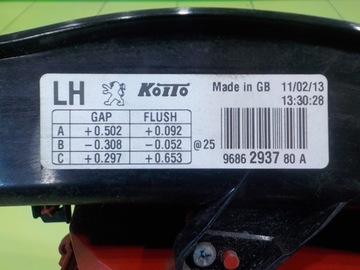 LH KOTTO Made in GB 11/02/13
13:30:28
GAP FLUSH
A +0.502 +0.092
B -0.308 -0.052 @25
C +0.297 +0.653
9686 2937 80 A